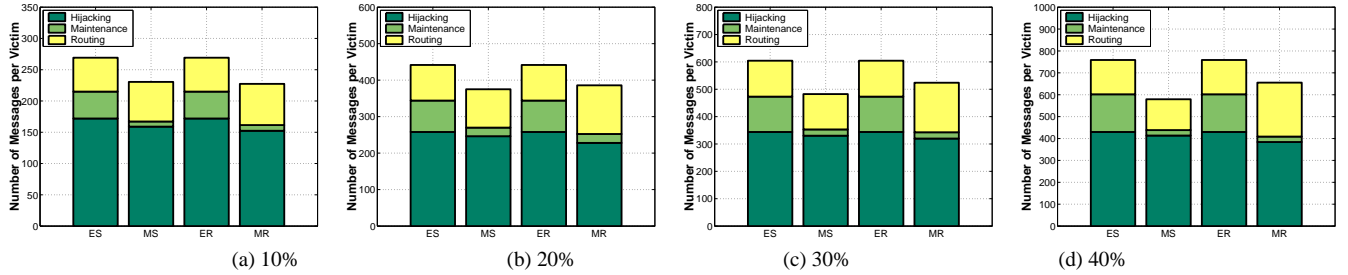 Number of Messages per Victim
350
300
250
200
150
100
50
0
Hijacking
Maintenance
Routing
ES MS ER MR
(a) 10%
Number of Messages per Victim
600
500
400
300
200
100
0
Hijacking
Maintenance
Routing
ES MS ER MR
(b) 20%
Number of Messages per Victim
800
700
600
500
400
300
200
100
0
Hijacking
Maintenance
Routing
ES MS ER MR
(c) 30%
Number of Messages per Victim
1000
900
800
700
600
500
400
300
200
100
0
Hijacking
Maintenance
Routing
ES MS ER MR
(d) 40%